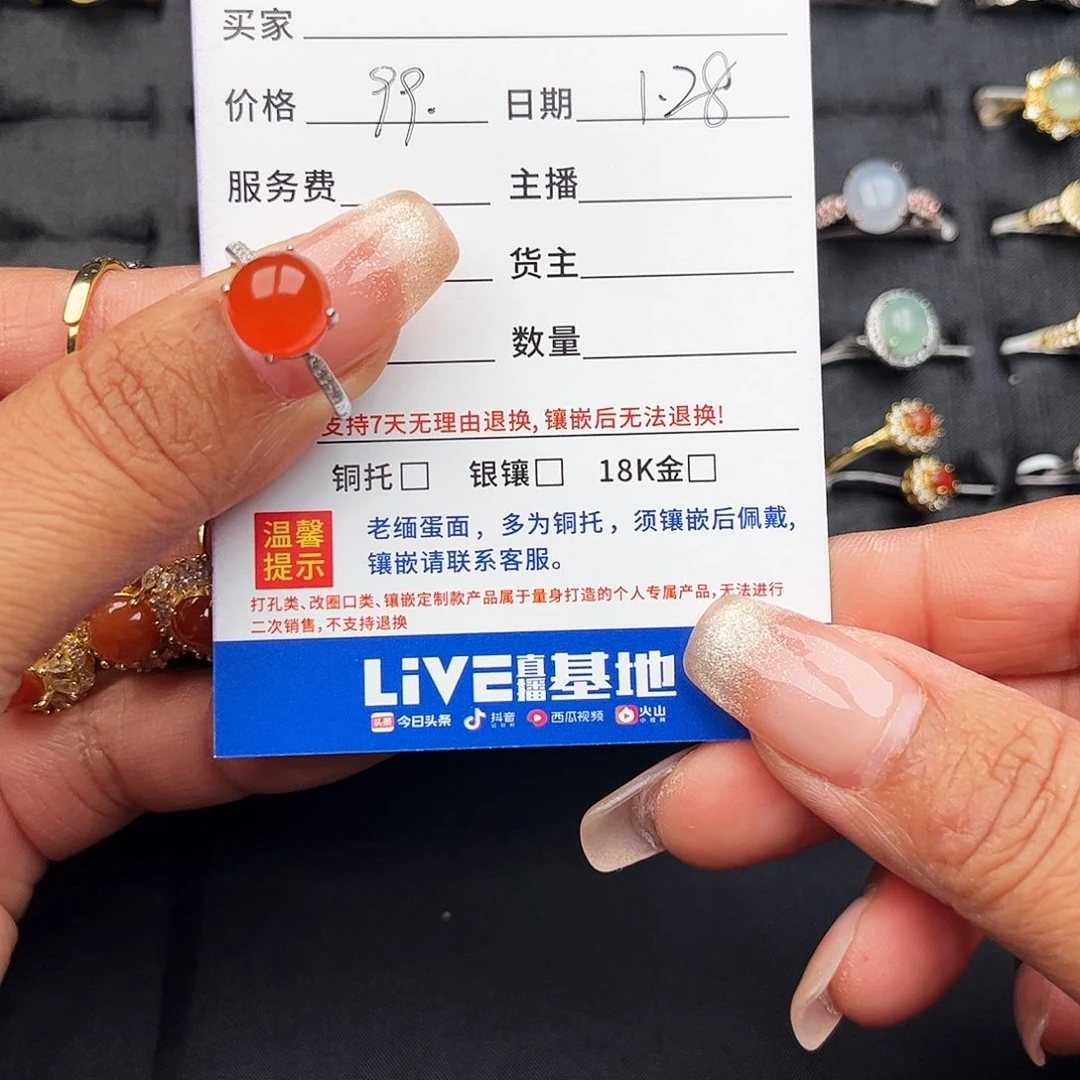 买家
价格 99. 日期 1.28
服务费 主播
货主
数量
支持7天无理由退换, 镶嵌后无法退换!
铜托□ 银镶□ 18K金□
温馨提示
老缅蛋面，多为铜托，须镶嵌后佩戴,
镶嵌请联系客服。
打孔类、改圈口类、镶嵌定制款产品属于量身打造的个人专属产品,无法进行
二次销售,不支持退换
LiVE直播基地
头条 今日头条 抖音 西瓜视频 火山